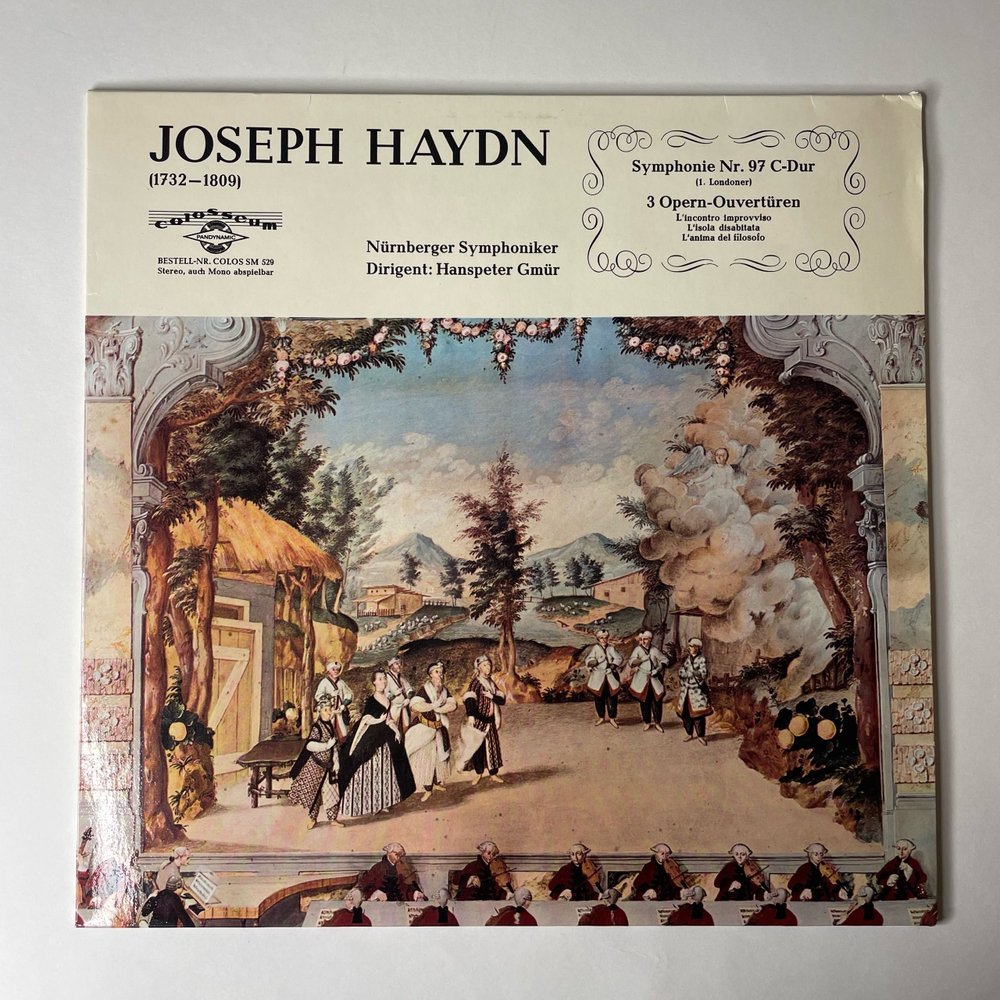 JOSEPH HAYDN
(1732—1809)
colosseum
PANDYNAMIC
BESTELL-NR. COLOS SM 529
Stereo, auch Mono abspielbar
Nürnberger Symphoniker
Dirigent: Hanspeter Gmür
Symphonie Nr. 97 C-Dur
(1. Londoner)
3 Opern-Ouvertüren
L'incontro improvviso
L'isola disabitata
L'anima del filosofo